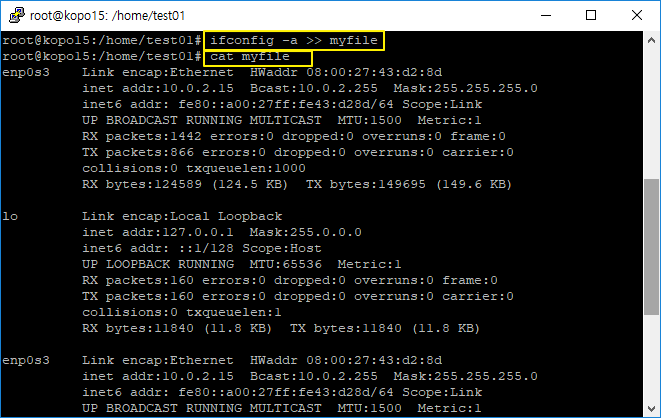 root@kopo15: /home/test01
root@kopo15:/home/test01# ifconfig -a >> myfile
root@kopo15:/home/test01# cat myfile
enp0s3    Link encap:Ethernet  HWaddr 08:00:27:43:d2:8d
          inet addr:10.0.2.15  Bcast:10.0.2.255  Mask:255.255.255.0
          inet6 addr: fe80::a00:27ff:fe43:d28d/64 Scope:Link
          UP BROADCAST RUNNING MULTICAST  MTU:1500  Metric:1
          RX packets:1442 errors:0 dropped:0 overruns:0 frame:0
          TX packets:866 errors:0 dropped:0 overruns:0 carrier:0
          collisions:0 txqueuelen:1000
          RX bytes:124589 (124.5 KB)  TX bytes:149695 (149.6 KB)
lo        Link encap:Local Loopback
          inet addr:127.0.0.1  Mask:255.0.0.0
          inet6 addr: ::1/128 Scope:Host
          UP LOOPBACK RUNNING  MTU:65536  Metric:1
          RX packets:160 errors:0 dropped:0 overruns:0 frame:0
          TX packets:160 errors:0 dropped:0 overruns:0 carrier:0
          collisions:0 txqueuelen:1
          RX bytes:11840 (11.8 KB)  TX bytes:11840 (11.8 KB)
enp0s3    Link encap:Ethernet  HWaddr 08:00:27:43:d2:8d
          inet addr:10.0.2.15  Bcast:10.0.2.255  Mask:255.255.255.0
          inet6 addr: fe80::a00:27ff:fe43:d28d/64 Scope:Link
          UP BROADCAST RUNNING MULTICAST  MTU:1500  Metric:1